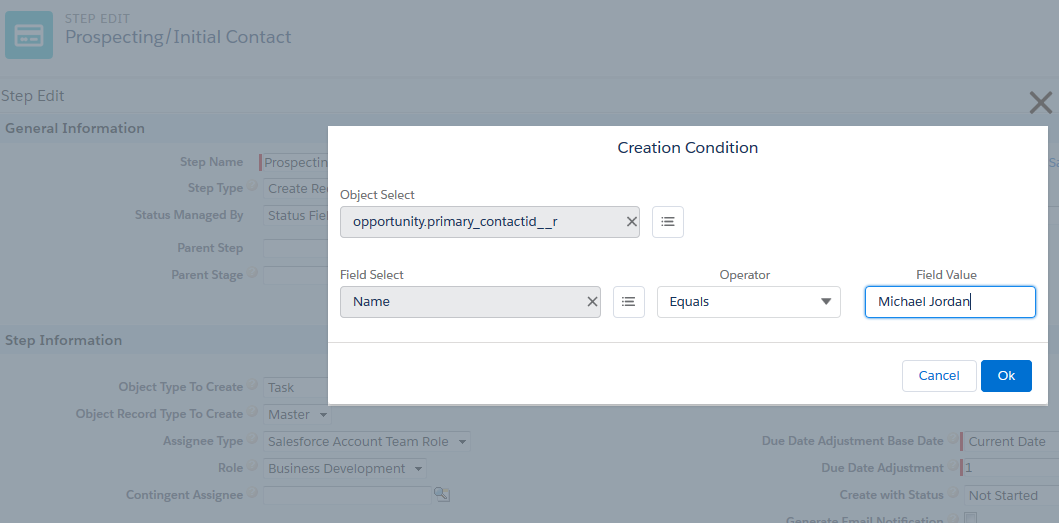 STEP EDIT
Prospecting/Initial Contact
Step Edit
General Information
Creation Condition
Step Name Prospectin
Step Type Create Re
Object Select
Status Managed By Status Fiel
opportunity.primary_contactid__r
Parent Step
Parent Stage
Field Select Operator Field Value
Name Equals Michael Jordan
Step Information
Cancel Ok
Object Type To Create Task
Object Record Type To Create Master
Assignee Type Salesforce Account Team Role Due Date Adjustment Base Date Current Date
Role Business Development Due Date Adjustment 1
Contingent Assignee Create with Status Not Started
Generate Email Notification